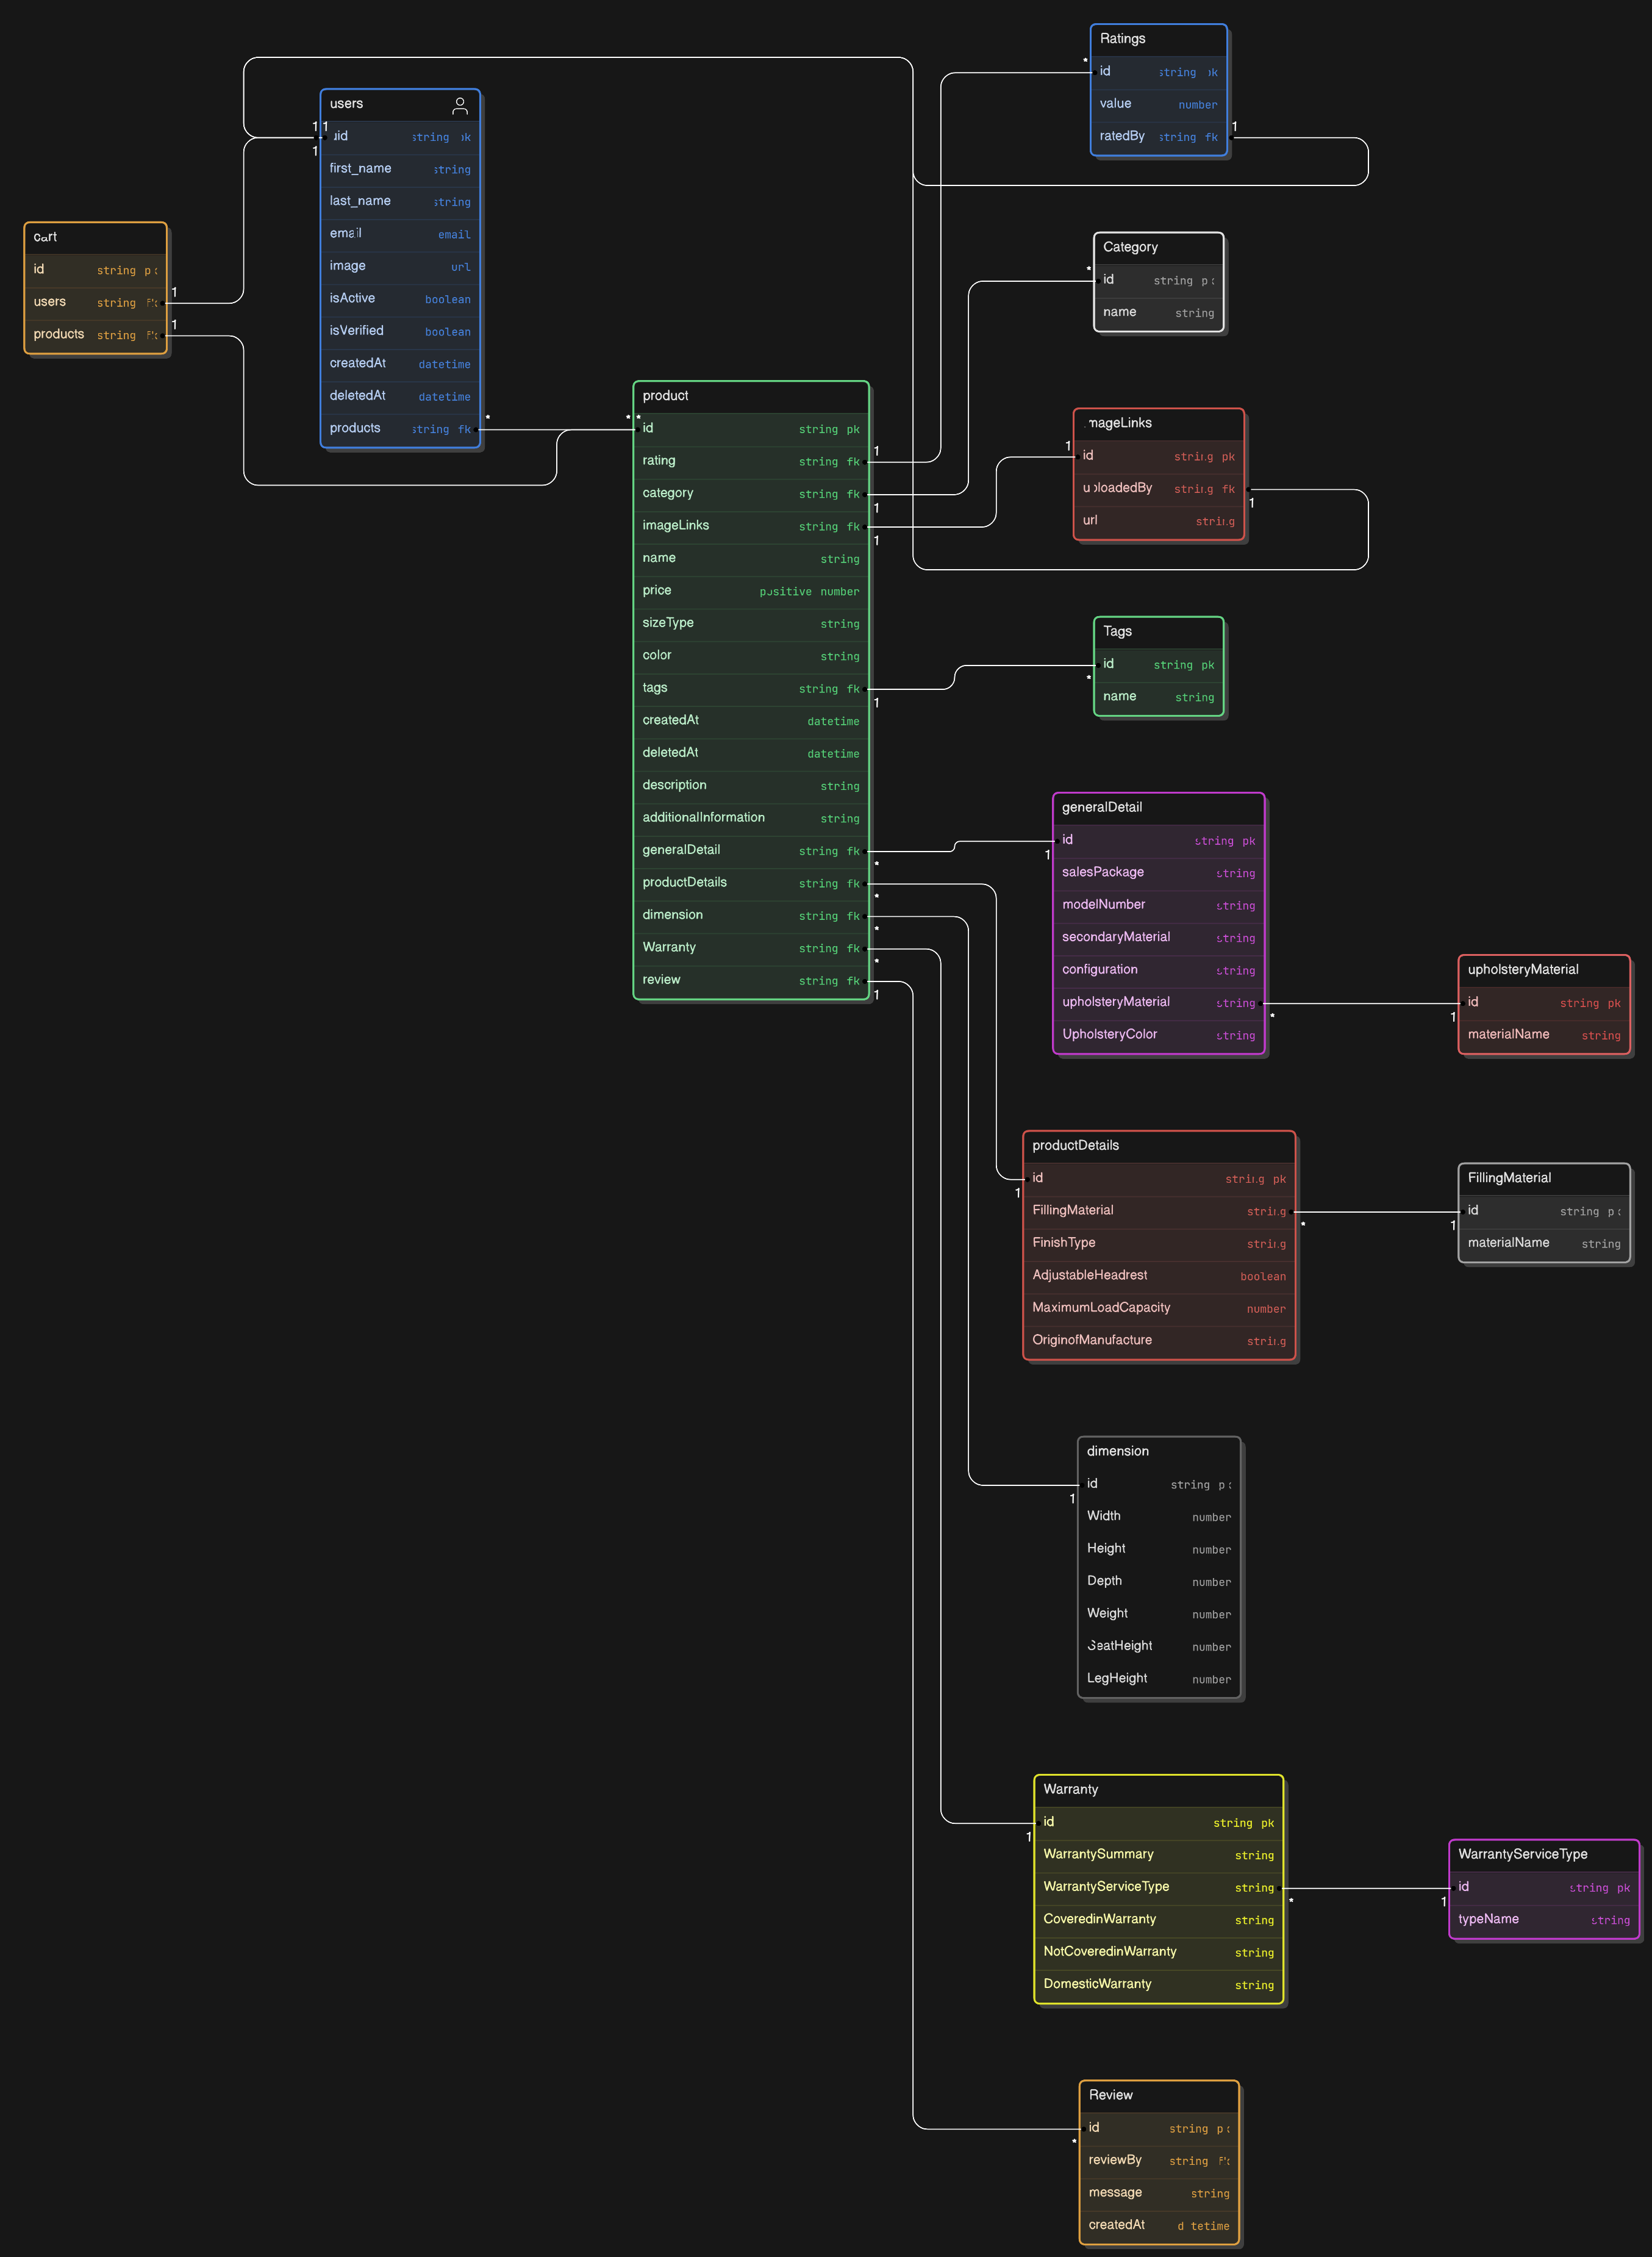 Ratings
id string pk
value number
ratedBy string fk
users
uid string pk
first_name string
last_name string
email email
image url
isActive boolean
isVerified boolean
createdAt datetime
deletedAt datetime
products string fk
cart
id string pk
users string fk
products string fk
Category
id string pk
name string
product
id string pk
rating string fk
category string fk
imageLinks string fk
name string
price positive number
sizeType string
color string
tags string fk
createdAt datetime
deletedAt datetime
description string
additionalInformation string
generalDetail string fk
productDetails string fk
dimension string fk
Warranty string fk
review string fk
imageLinks
id string pk
uploadedBy string fk
url string
Tags
id string pk
name string
generalDetail
id string pk
salesPackage string
modelNumber string
secondaryMaterial string
configuration string
upholsteryMaterial string
UpholsteryColor string
upholsteryMaterial
id string pk
materialName string
productDetails
id string pk
FillingMaterial string
FinishType string
AdjustableHeadrest boolean
MaximumLoadCapacity number
OriginofManufacture string
FillingMaterial
id string pk
materialName string
dimension
id string pk
Width number
Height number
Depth number
Weight number
SeatHeight number
LegHeight number
Warranty
id string pk
WarrantySummary string
WarrantyServiceType string
CoveredinWarranty string
NotCoveredinWarranty string
DomesticWarranty string
WarrantyServiceType
id string pk
typeName string
Review
id string pk
reviewBy string fk
message string
createdAt datetime